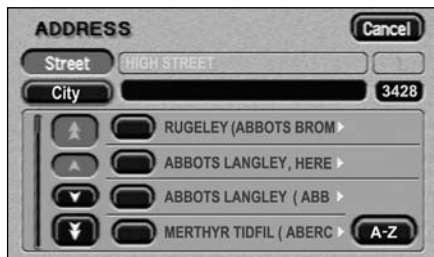 ADDRESS Cancel
Street HIGH STREET 1
City 3428
RUGELEY (ABBOTS BROM
ABBOTS LANGLEY, HERE
ABBOTS LANGLEY ( ABB
MERTHYR TIDFIL ( ABERC A-Z